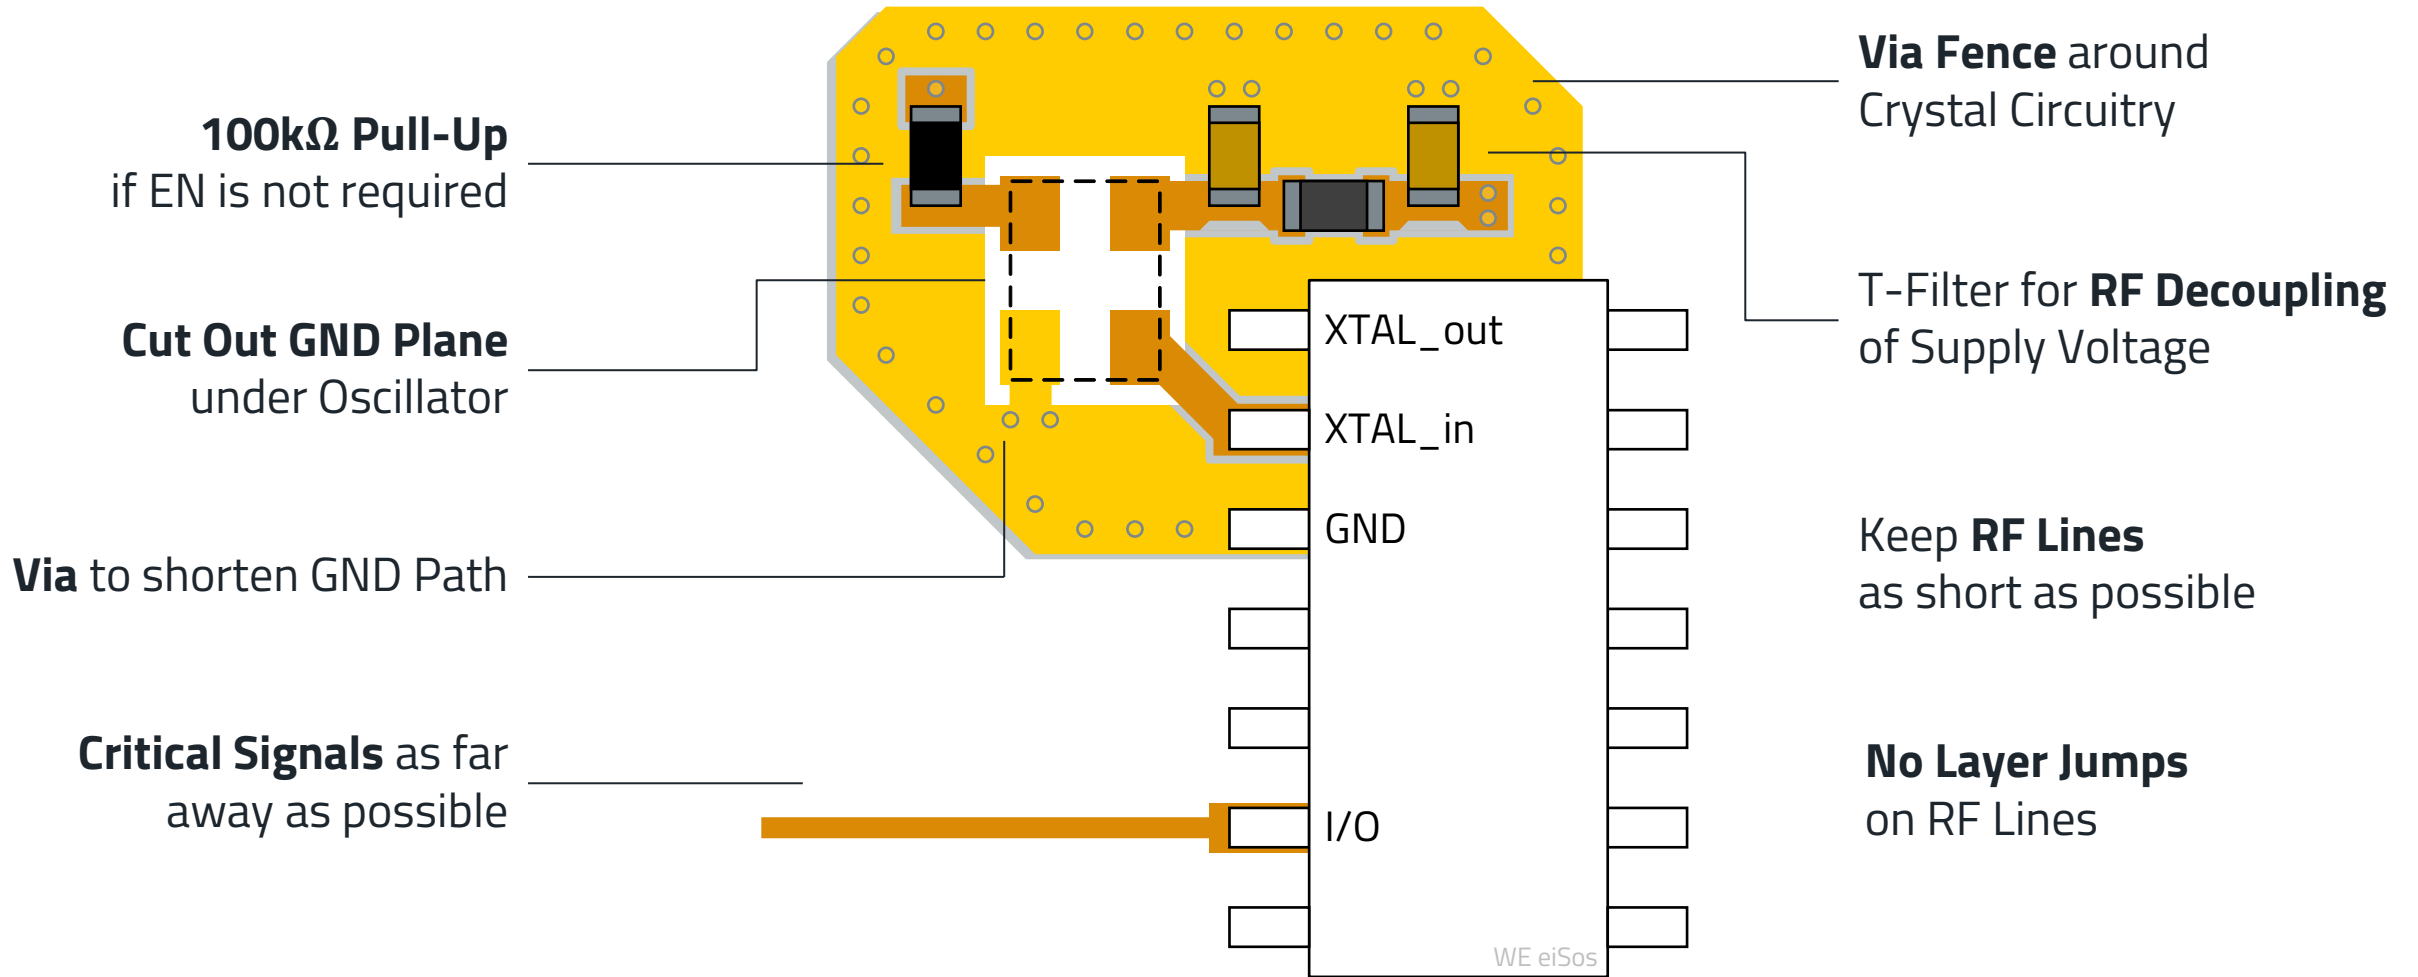 100kΩ Pull-Up
if EN is not required
Cut Out GND Plane
under Oscillator
Via to shorten GND Path
Critical Signals as far
away as possible
XTAL_out
XTAL_in
GND
I/O
WE eiSos
Via Fence around
Crystal Circuitry
T-Filter for RF Decoupling
of Supply Voltage
Keep RF Lines
as short as possible
No Layer Jumps
on RF Lines